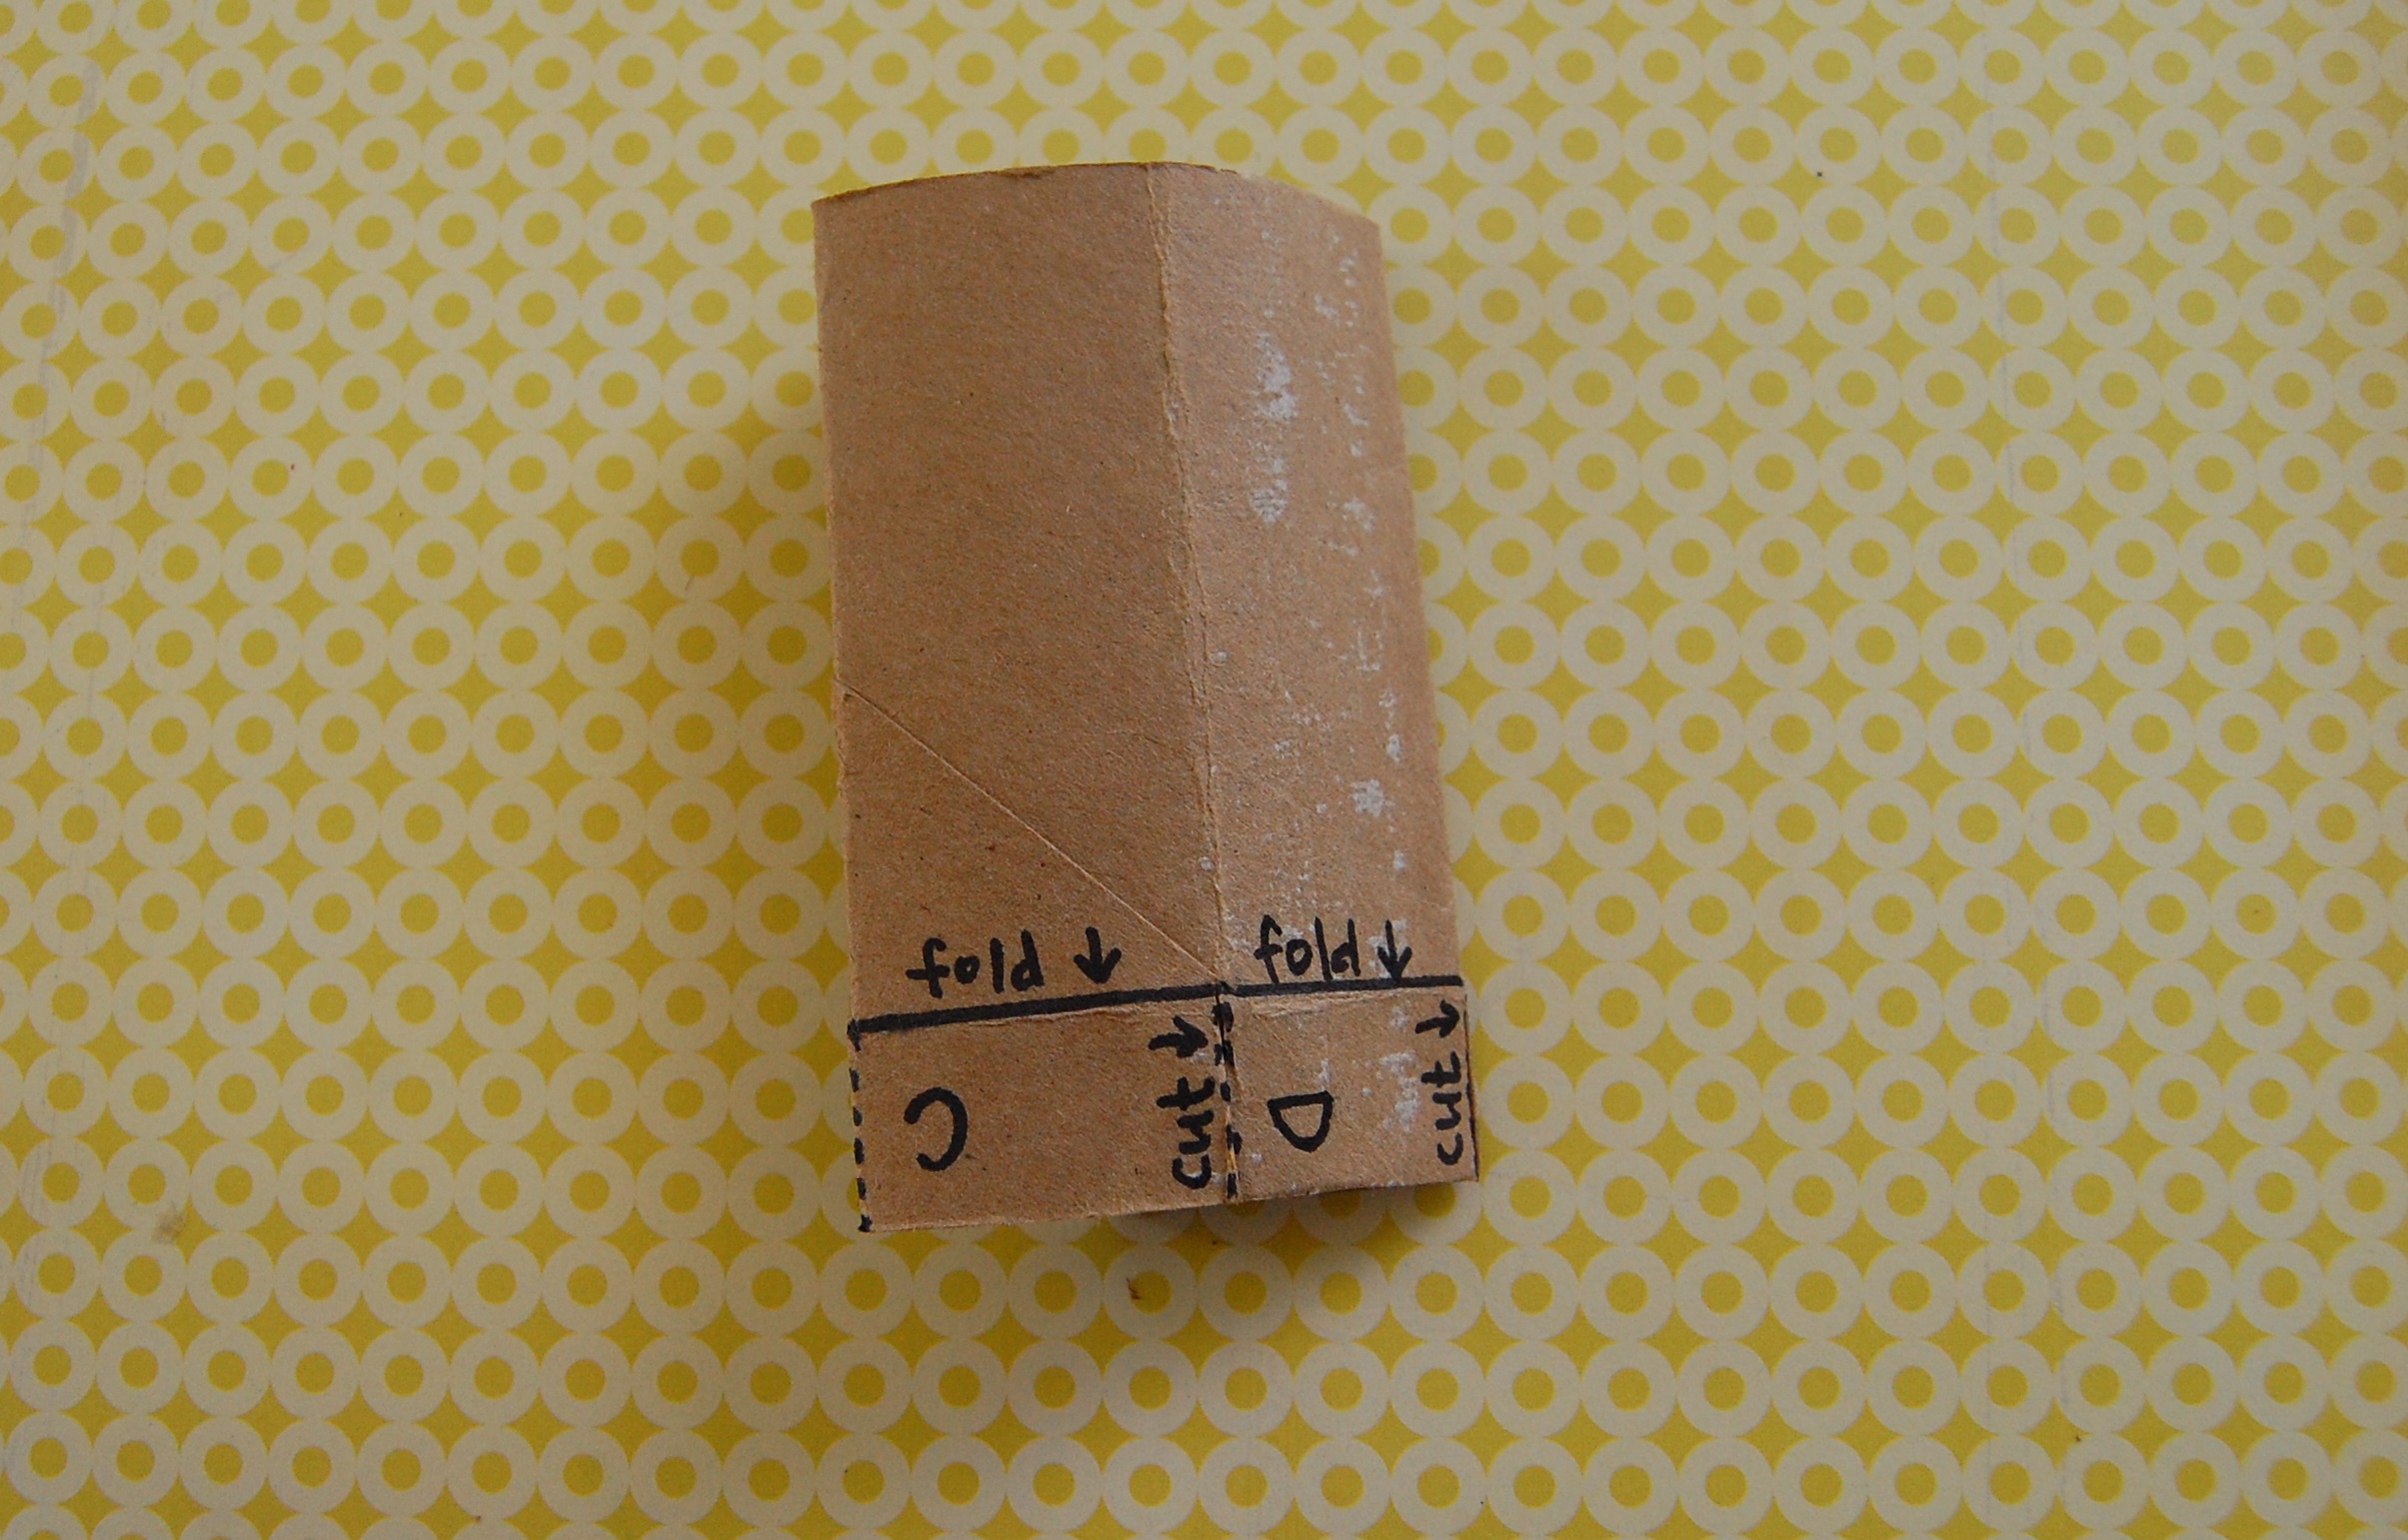 fold ↓ fold ↓
C cut → D cut →